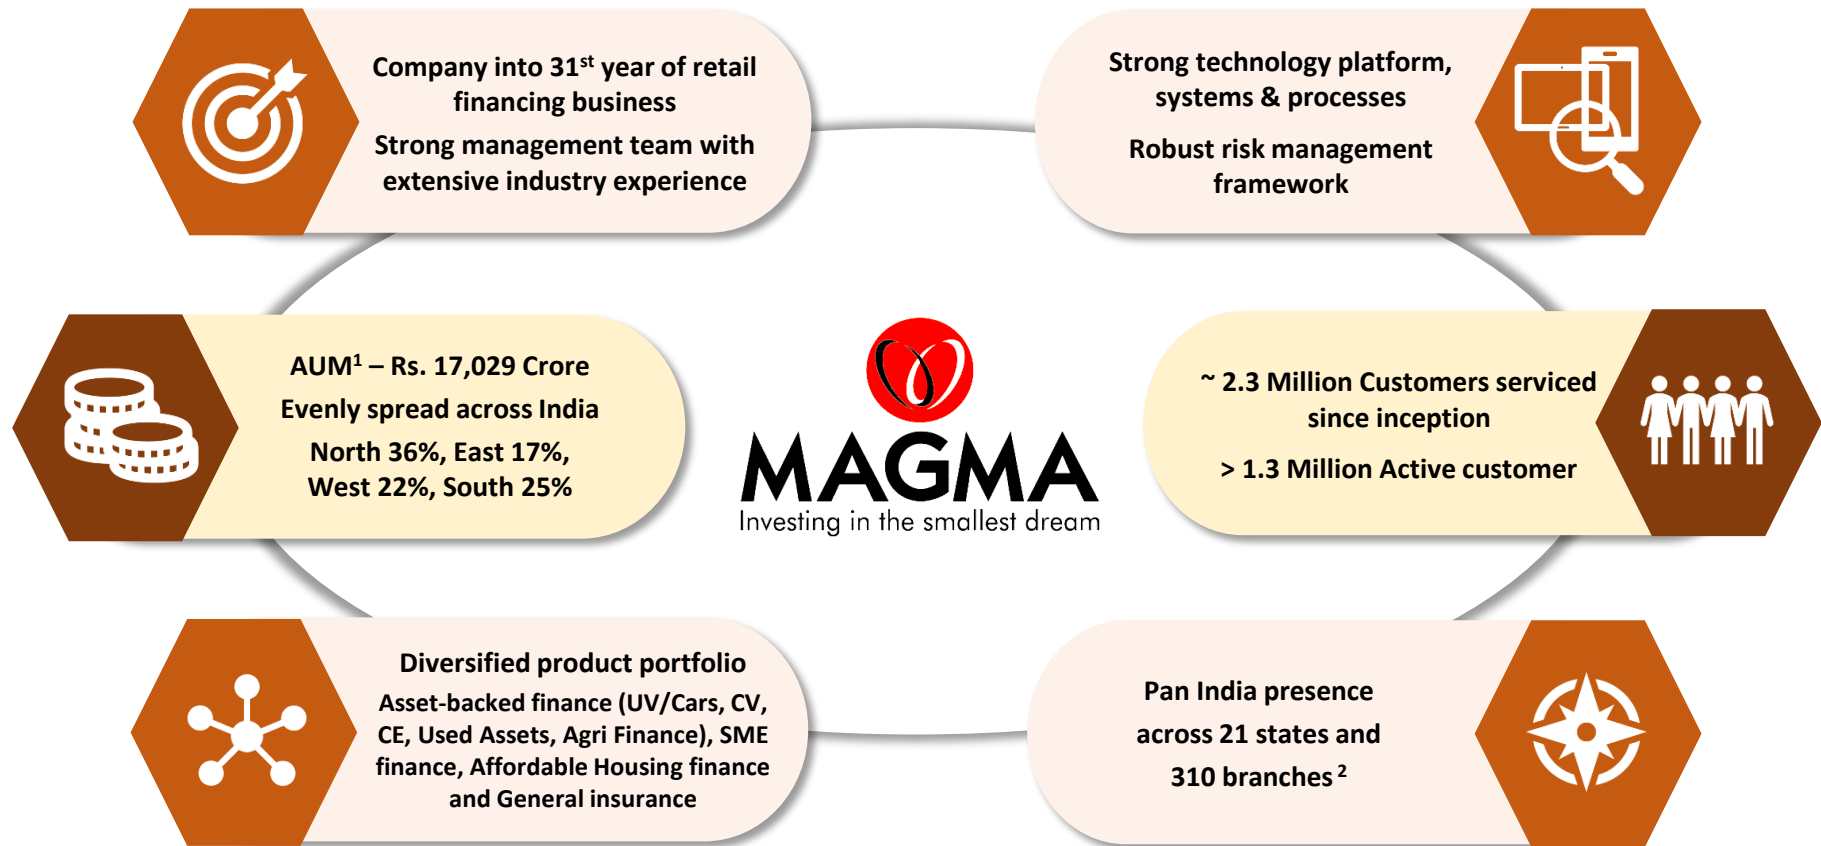 Company into 31st year of retail
financing business
Strong management team with
extensive industry experience
Strong technology platform,
systems & processes
Robust risk management
framework
AUM1 – Rs. 17,029 Crore
Evenly spread across India
North 36%, East 17%,
West 22%, South 25%
MAGMA
Investing in the smallest dream
~ 2.3 Million Customers serviced
since inception
> 1.3 Million Active customer
Diversified product portfolio
Asset-backed finance (UV/Cars, CV,
CE, Used Assets, Agri Finance), SME
finance, Affordable Housing finance
and General insurance
Pan India presence
across 21 states and
310 branches 2